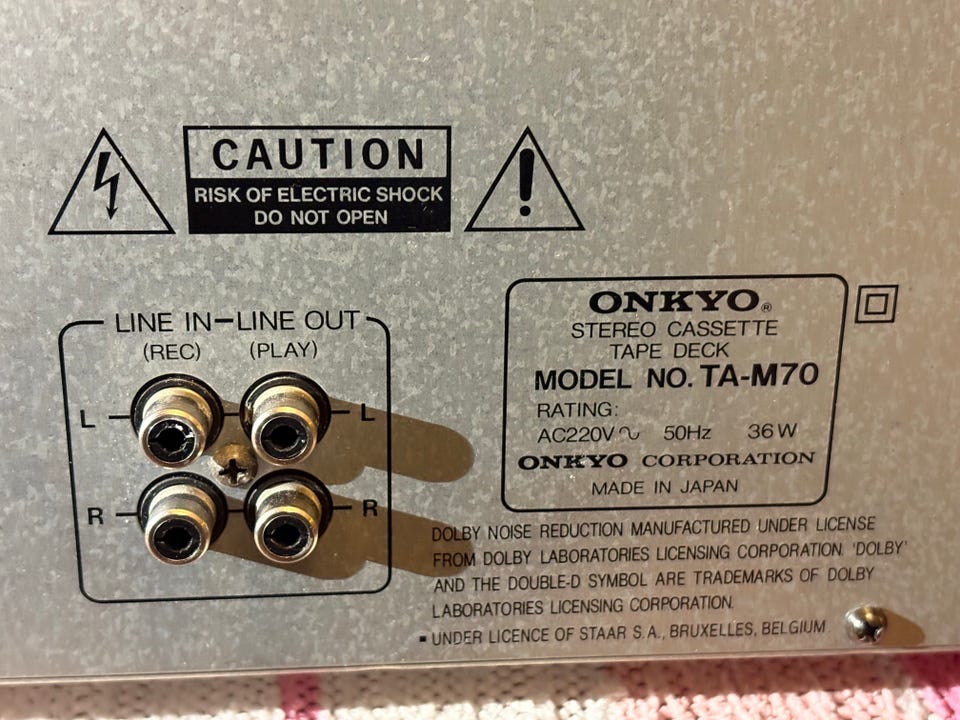 CAUTION
RISK OF ELECTRIC SHOCK
DO NOT OPEN
LINE IN–LINE OUT
(REC) (PLAY)
L L
R R
ONKYO®
STEREO CASSETTE
TAPE DECK
MODEL NO. TA-M70
RATING:
AC220V∿ 50Hz 36W
ONKYO CORPORATION
MADE IN JAPAN
DOLBY NOISE REDUCTION MANUFACTURED UNDER LICENSE
FROM DOLBY LABORATORIES LICENSING CORPORATION. 'DOLBY'
AND THE DOUBLE-D SYMBOL ARE TRADEMARKS OF DOLBY
LABORATORIES LICENSING CORPORATION.
▪ UNDER LICENCE OF STAAR S.A., BRUXELLES, BELGIUM.